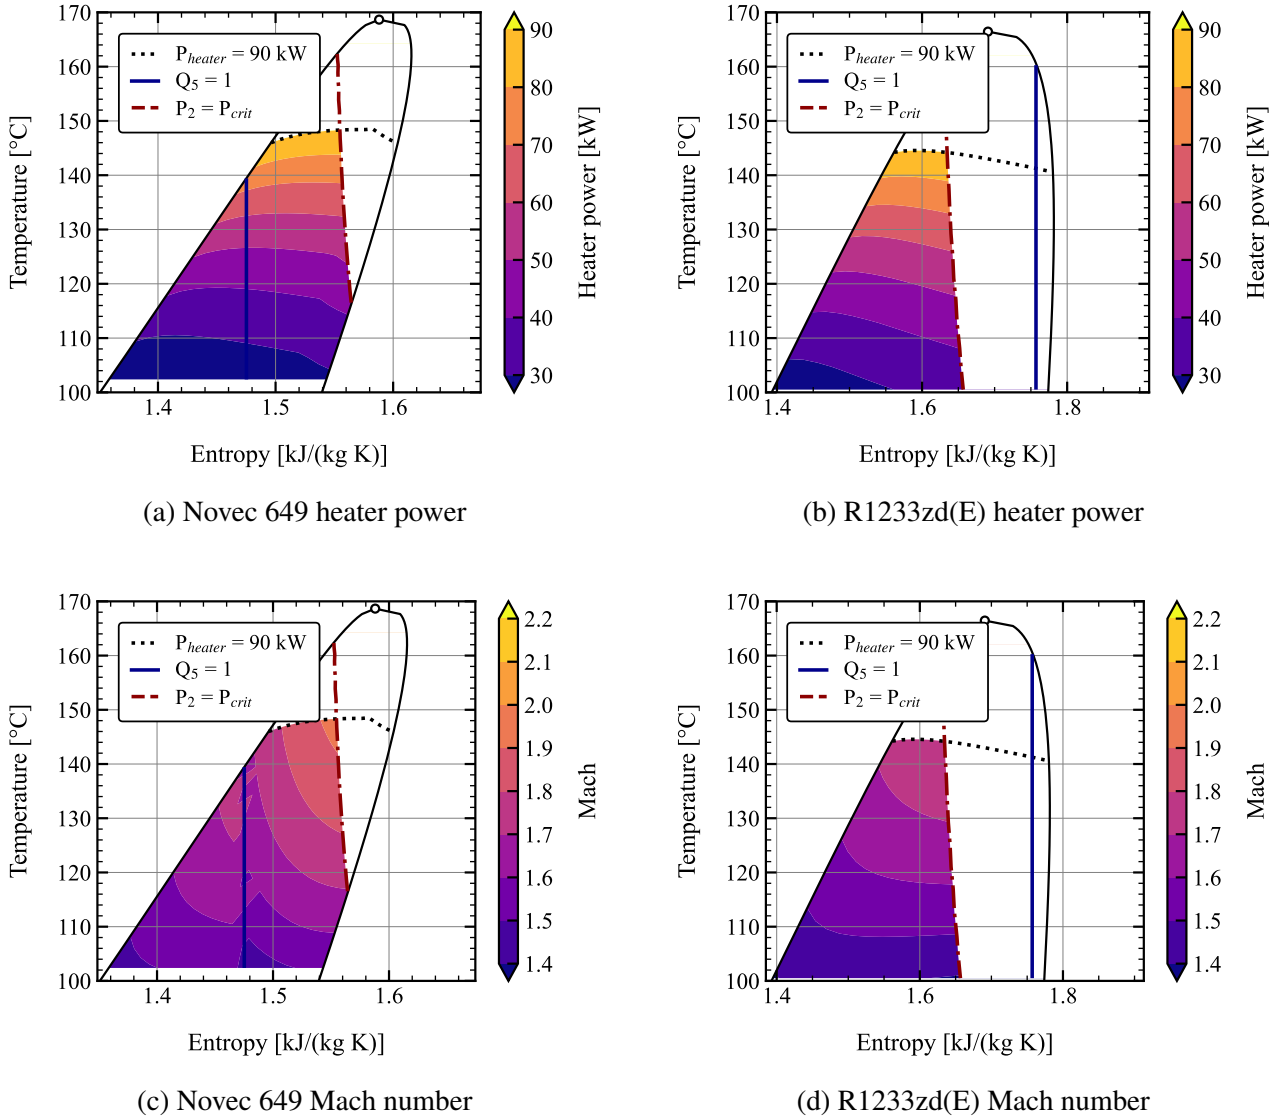 170
160
150
140
130
120
110
100
Temperature [°C]
P_heater = 90 kW
Q_5 = 1
P_2 = P_crit
1.4
1.5
1.6
Entropy [kJ/(kg K)]
90
80
70
60
50
40
30
Heater power [kW]
(a) Novec 649 heater power
170
160
150
140
130
120
110
100
Temperature [°C]
P_heater = 90 kW
Q_5 = 1
P_2 = P_crit
1.4
1.6
1.8
Entropy [kJ/(kg K)]
90
80
70
60
50
40
30
Heater power [kW]
(b) R1233zd(E) heater power
170
160
150
140
130
120
110
100
Temperature [°C]
P_heater = 90 kW
Q_5 = 1
P_2 = P_crit
1.4
1.5
1.6
Entropy [kJ/(kg K)]
2.2
2.1
2.0
1.9
1.8
1.7
1.6
1.5
1.4
Mach
(c) Novec 649 Mach number
170
160
150
140
130
120
110
100
Temperature [°C]
P_heater = 90 kW
Q_5 = 1
P_2 = P_crit
1.4
1.6
1.8
Entropy [kJ/(kg K)]
2.2
2.1
2.0
1.9
1.8
1.7
1.6
1.5
1.4
Mach
(d) R1233zd(E) Mach number